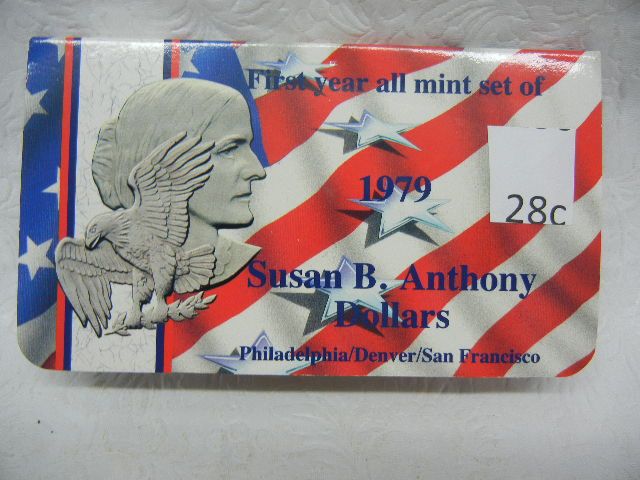 First year all mint set of
1979
28c
Susan B. Anthony
Dollars
Philadelphia/Denver/San Francisco